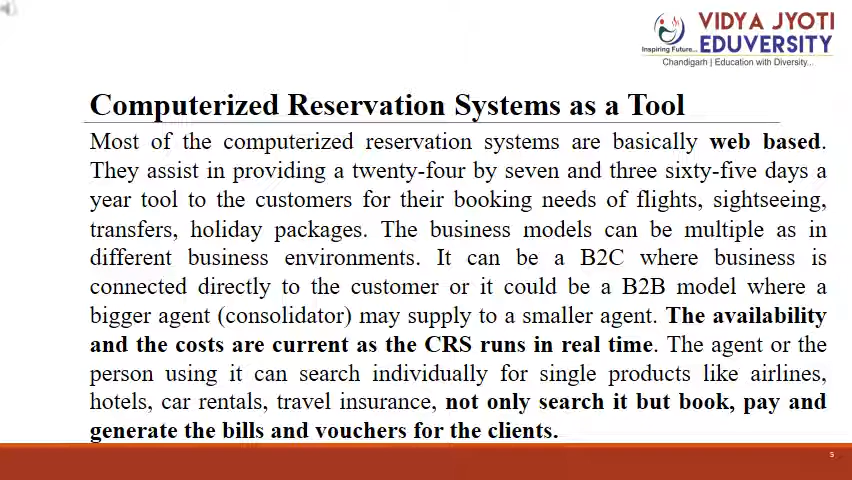 VIDYA JYOTI
EDUVERSITY
Inspiring Future...
Chandigarh | Education with Diversity...
Computerized Reservation Systems as a Tool
Most of the computerized reservation systems are basically web based.
They assist in providing a twenty-four by seven and three sixty-five days a
year tool to the customers for their booking needs of flights, sightseeing,
transfers, holiday packages. The business models can be multiple as in
different business environments. It can be a B2C where business is
connected directly to the customer or it could be a B2B model where a
bigger agent (consolidator) may supply to a smaller agent. The availability
and the costs are current as the CRS runs in real time. The agent or the
person using it can search individually for single products like airlines,
hotels, car rentals, travel insurance, not only search it but book, pay and
generate the bills and vouchers for the clients.
5